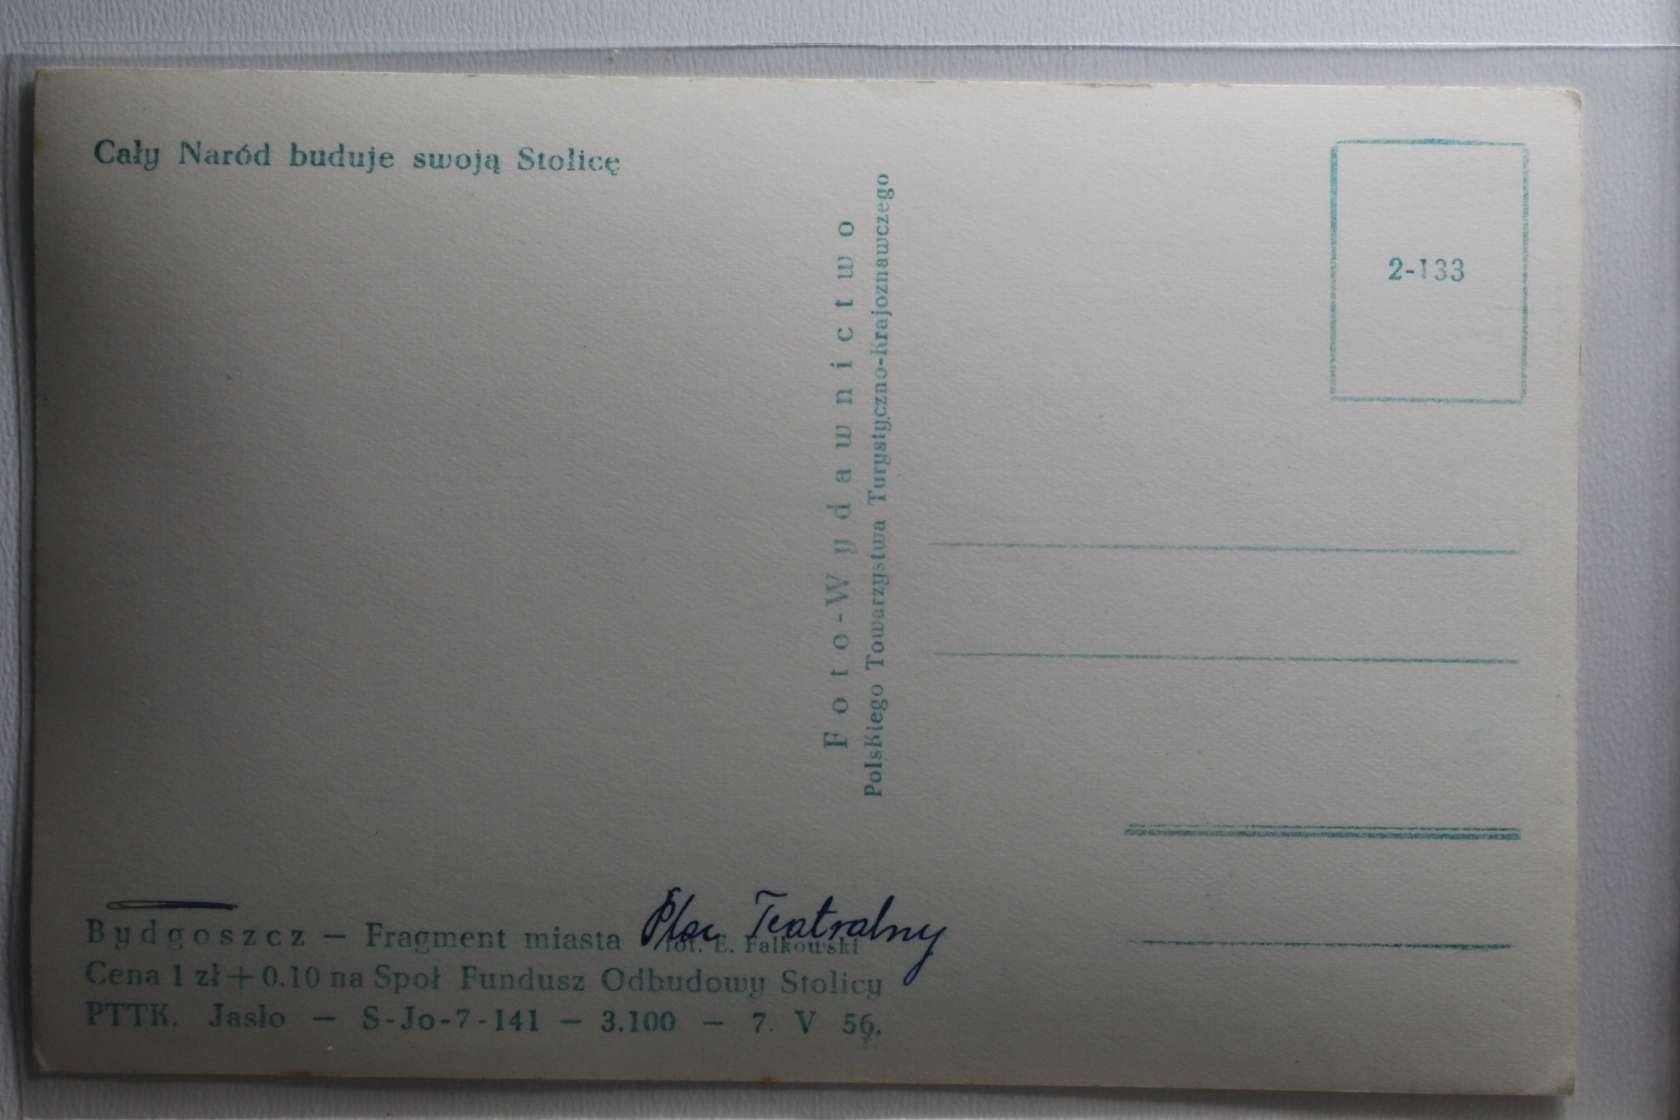 Cały Naród buduje swoją Stolicę
Foto-Wydawnictwo
Polskiego Towarzystwa Turystyczno-Krajoznawczego
2-133
Bydgoszcz — Fragment miasta Plac Teatralny
fot. E. Falkowski
Cena 1 zł+0.10 na Społ Fundusz Odbudowy Stolicy
PTTK. Jasło — S-Jo-7-141 — 3.100 — 7. V 56.